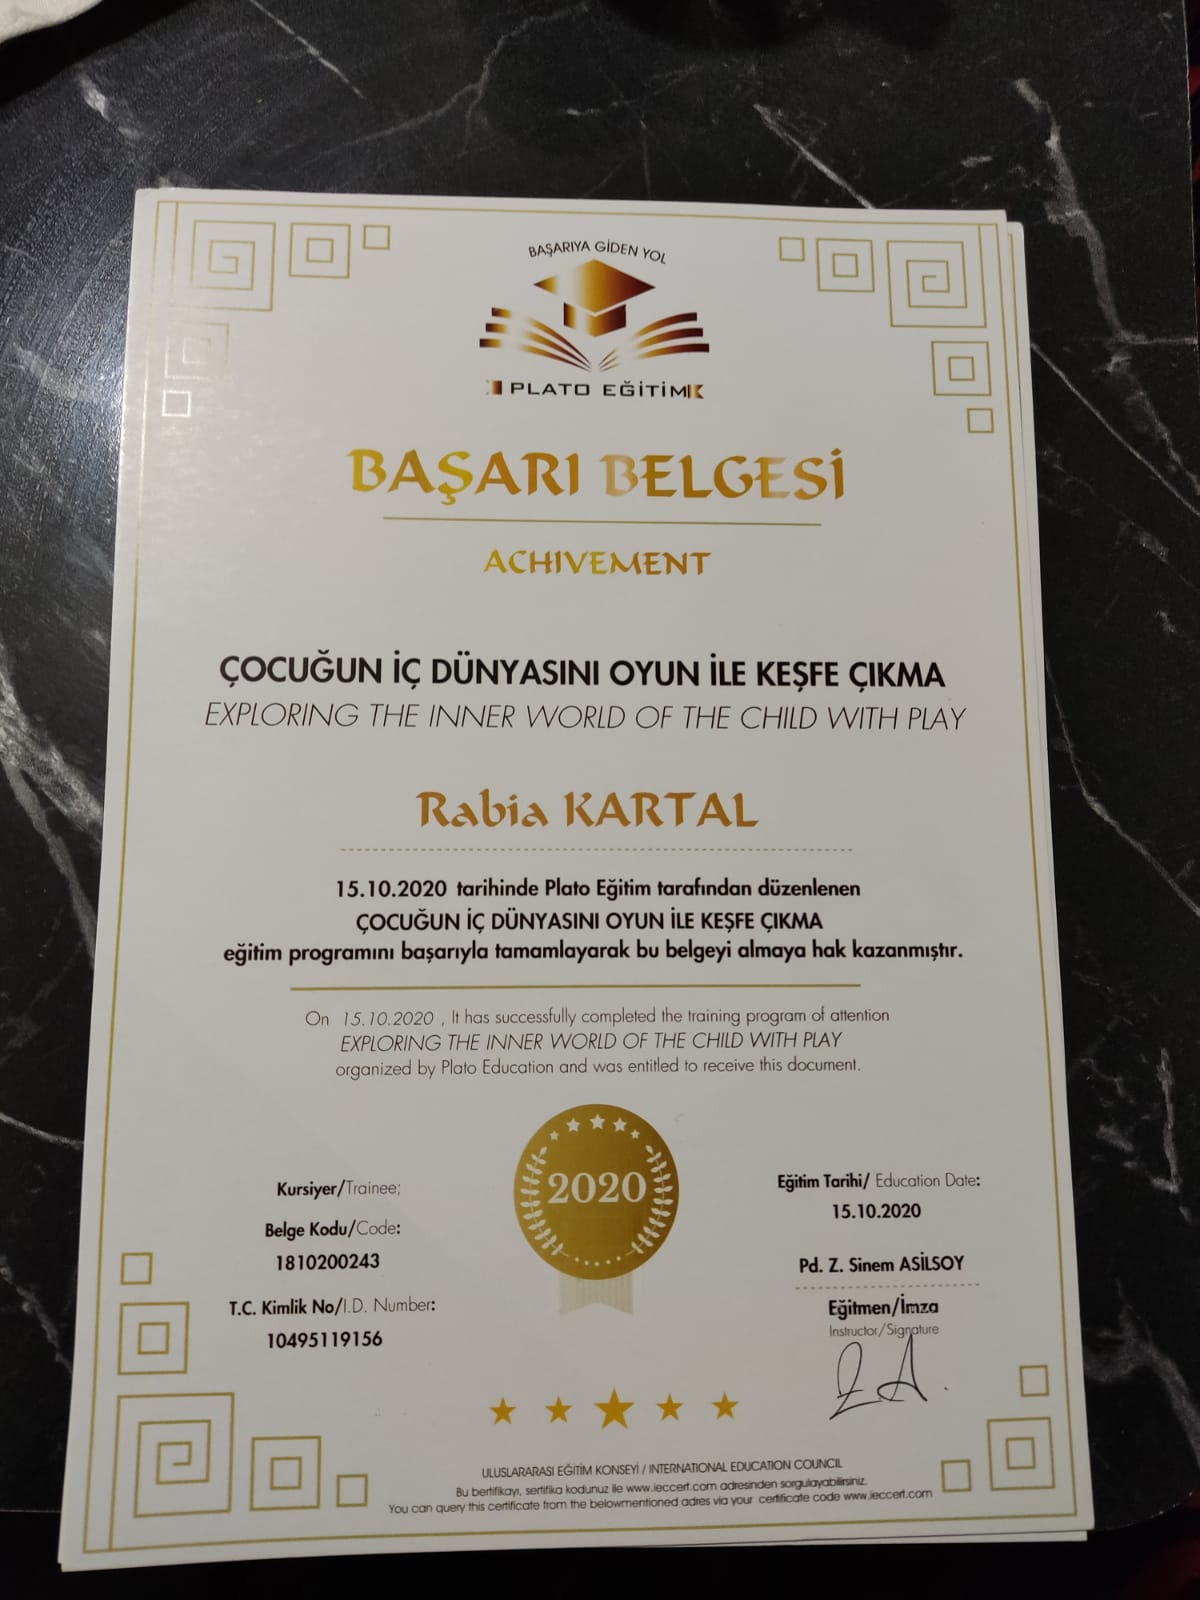 BAŞARIYA GİDEN YOL
PLATO EĞİTİM
BAŞARI BELGESİ
ACHIVEMENT
ÇOCUĞUN İÇ DÜNYASINI OYUN İLE KEŞFE ÇIKMA
EXPLORING THE INNER WORLD OF THE CHILD WITH PLAY
Rabia KARTAL
15.10.2020 tarihinde Plato Eğitim tarafından düzenlenen
ÇOCUĞUN İÇ DÜNYASINI OYUN İLE KEŞFE ÇIKMA
eğitim programını başarıyla tamamlayarak bu belgeyi almaya hak kazanmıştır.
On 15.10.2020 , It has successfully completed the training program of attention
EXPLORING THE INNER WORLD OF THE CHILD WITH PLAY
organized by Plato Education and was entitled to receive this document.
Kursiyer/Trainee;
Belge Kodu/Code:
1810200243
T.C. Kimlik No/I.D. Number:
10495119156
2020
Eğitim Tarihi/ Education Date:
15.10.2020
Pd. Z. Sinem ASİLSOY
Eğitmen/İmza
Instructor/Signature
ULUSLARARASI EĞİTİM KONSEYİ / INTERNATIONAL EDUCATION COUNCIL
Bu bertifikayı, sertifika kodunuz ile www.ieccert.com adresinden sorgulayabilirsiniz.
You can query this certificate from the belowmentioned adres via your certificate code www.ieccert.com